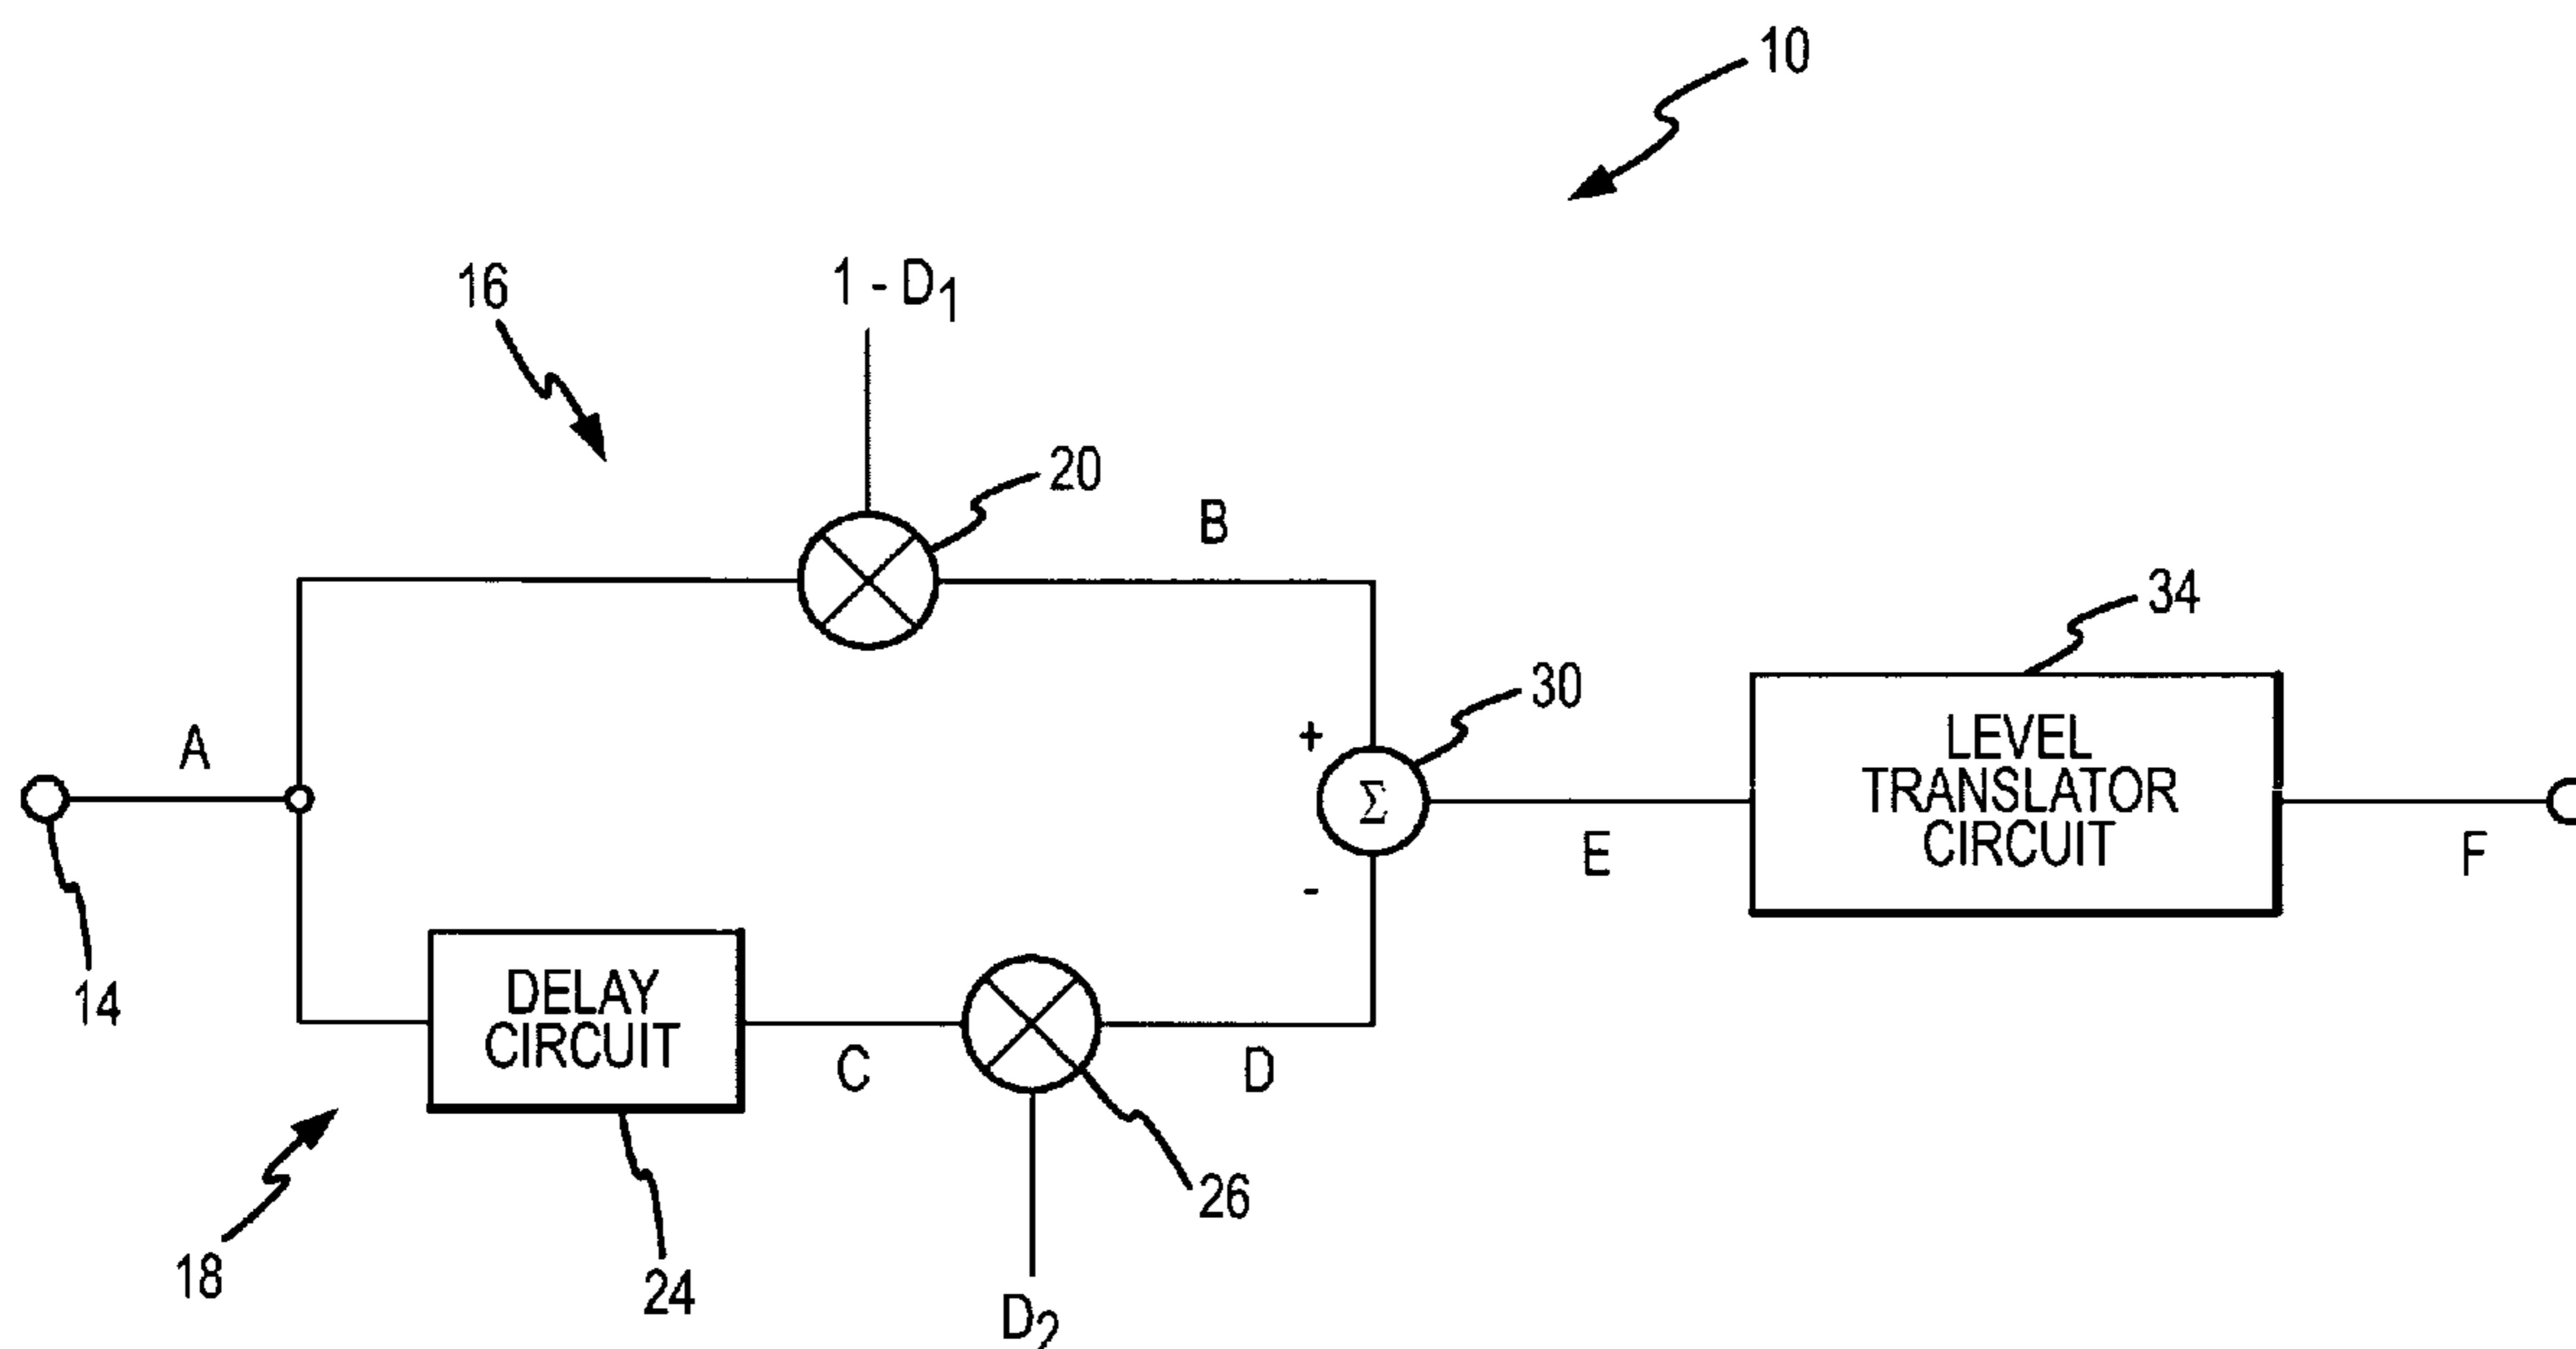 10
16
1 - D1
20
B
34
30
A
+
Σ
LEVEL
TRANSLATOR
CIRCUIT
E
F
-
14
DELAY
CIRCUIT
C
D
26
18
24
D2